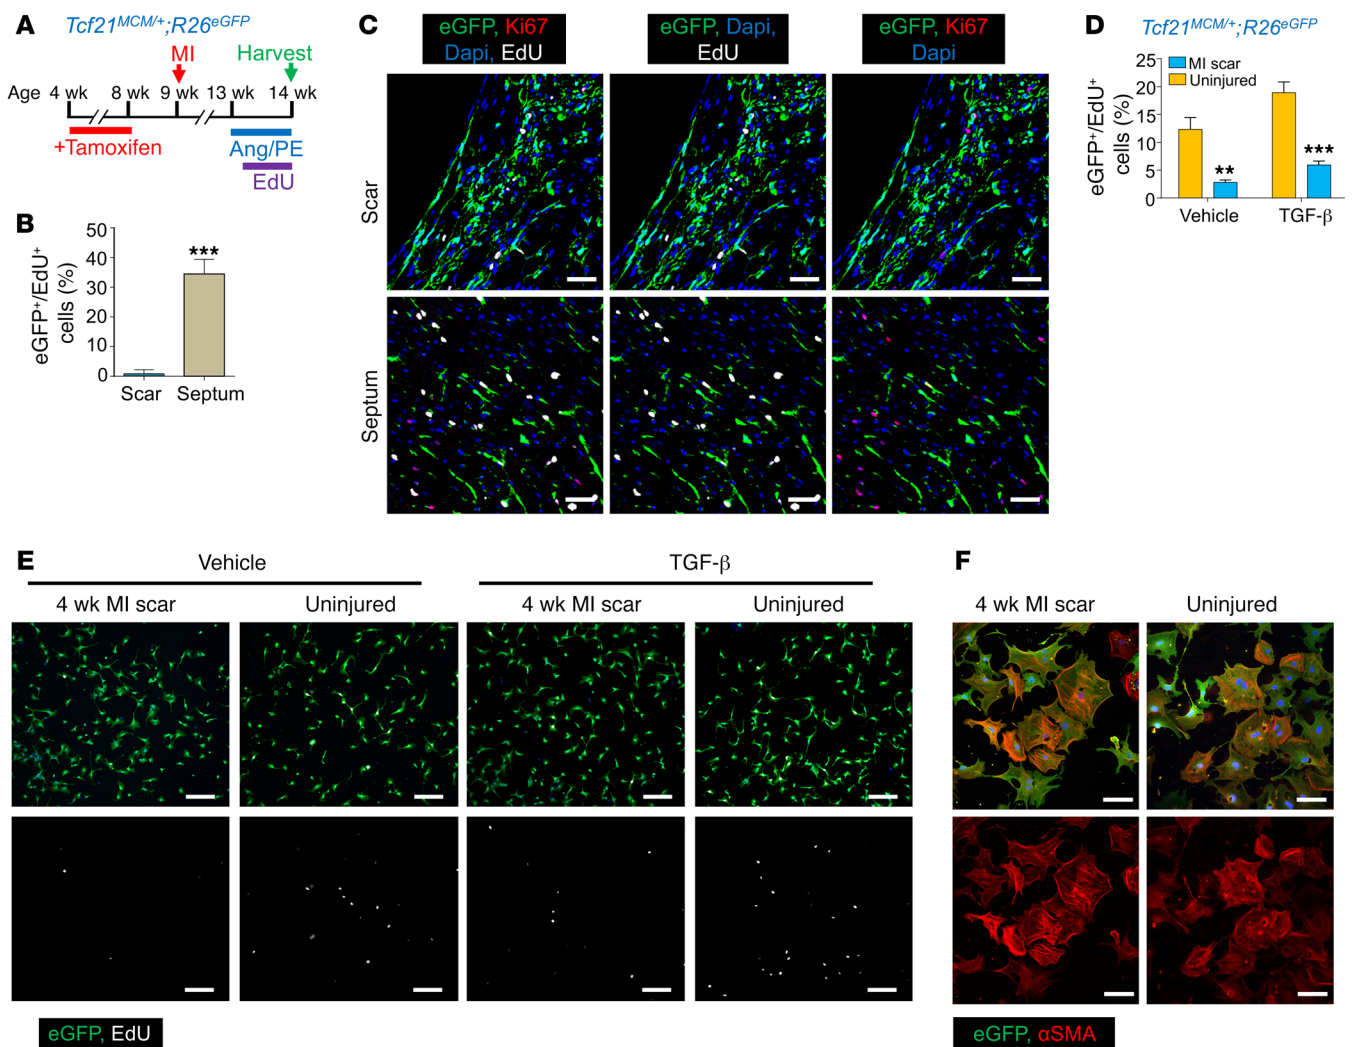 A
Tcf21MCM/+;R26eGFP
MI
Harvest
Age 4 wk 8 wk 9 wk 13 wk 14 wk
+Tamoxifen
Ang/PE
EdU
B
eGFP+/EdU+
cells (%)
50
40
30
20
10
0
Scar Septum
***
C
eGFP, Ki67
Dapi, EdU
eGFP, Dapi,
EdU
eGFP, Ki67
Dapi
Scar
Septum
D
Tcf21MCM/+;R26eGFP
eGFP+/EdU+
cells (%)
25
20
15
10
5
0
MI scar
Uninjured
**
***
Vehicle TGF-β
E
Vehicle TGF-β
4 wk MI scar Uninjured 4 wk MI scar Uninjured
eGFP, EdU
F
4 wk MI scar Uninjured
eGFP, αSMA